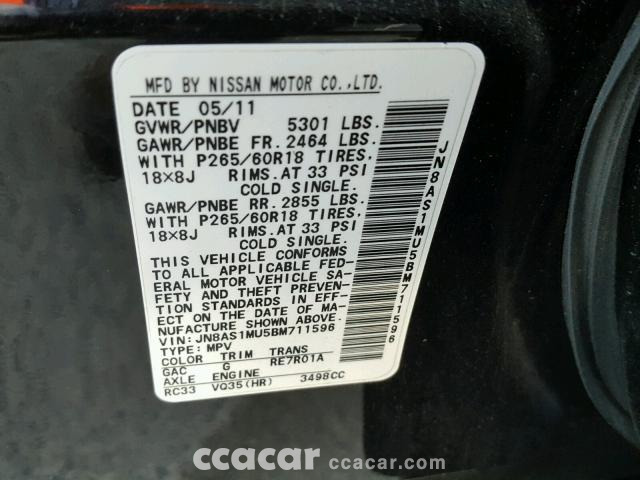 MFD BY NISSAN MOTOR CO.,LTD.
DATE 05/11
GVWR/PNBV 5301 LBS.
GAWR/PNBE FR. 2464 LBS.
WITH P265/60R18 TIRES.
18×8J RIMS.AT 33 PSI
COLD SINGLE.
GAWR/PNBE RR. 2855 LBS.
WITH P265/60R18 TIRES.
18×8J RIMS.AT 33 PSI
COLD SINGLE.
THIS VEHICLE CONFORMS
TO ALL APPLICABLE FED-
ERAL MOTOR VEHICLE SA-
FETY AND THEFT PREVEN-
TION STANDARDS IN EFF-
ECT ON THE DATE OF MA-
NUFACTURE SHOWN ABOVE.
VIN: JN8AS1MU5BM711596
TYPE: MPV
COLOR TRIM TRANS
GAC G RE7R01A
AXLE ENGINE
RC33 VQ35(HR) 3498CC
JN8AS1MU5BM711596
ccacar ccacar.com